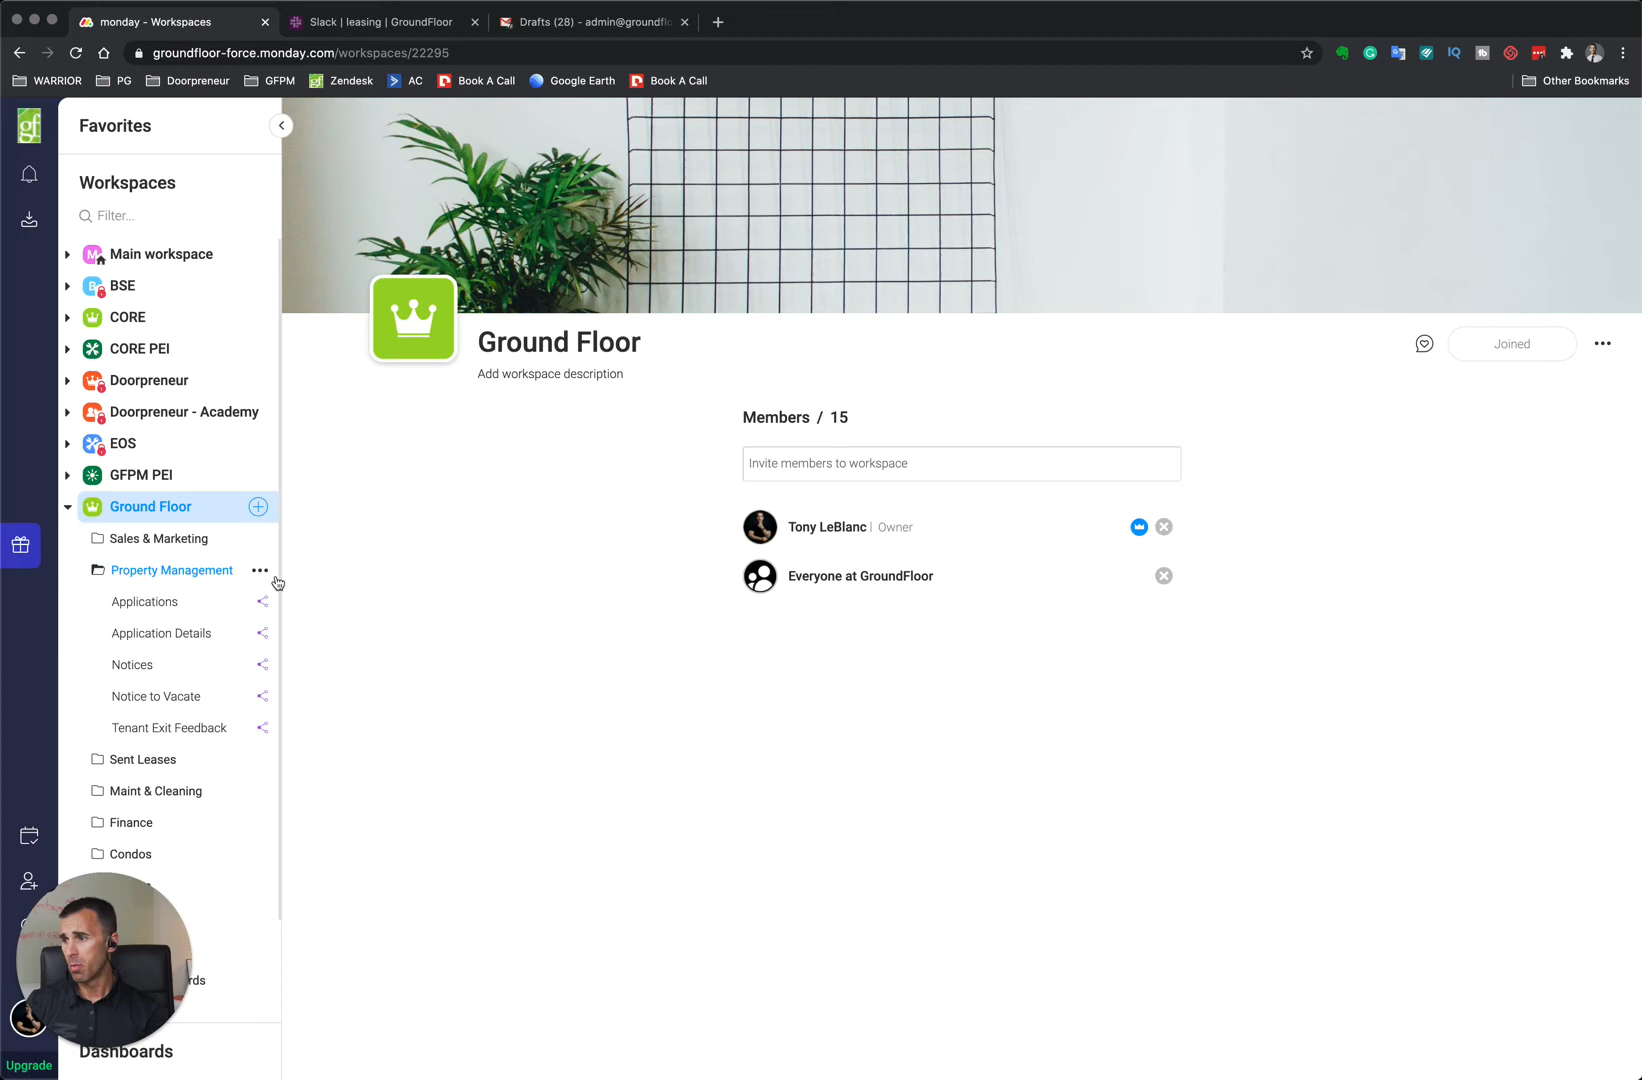 monday - Workspaces
Slack | leasing | GroundFloor
Drafts (28) - admin@groundflo
groundfloor-force.monday.com/workspaces/22295
WARRIOR
PG
Doorpreneur
GFPM
Zendesk
AC
Book A Call
Google Earth
Book A Call
Other Bookmarks
gf
Favorites
Workspaces
Filter...
M Main workspace
B BSE
CORE
CORE PEI
Doorpreneur
Doorpreneur - Academy
EOS
GFPM PEI
Ground Floor
Sales & Marketing
Property Management
Applications
Application Details
Notices
Notice to Vacate
Tenant Exit Feedback
Sent Leases
Maint & Cleaning
Finance
Condos
rds
Dashboards
Upgrade
Ground Floor
Add workspace description
Joined
Members / 15
Invite members to workspace
Tony LeBlanc | Owner
Everyone at GroundFloor